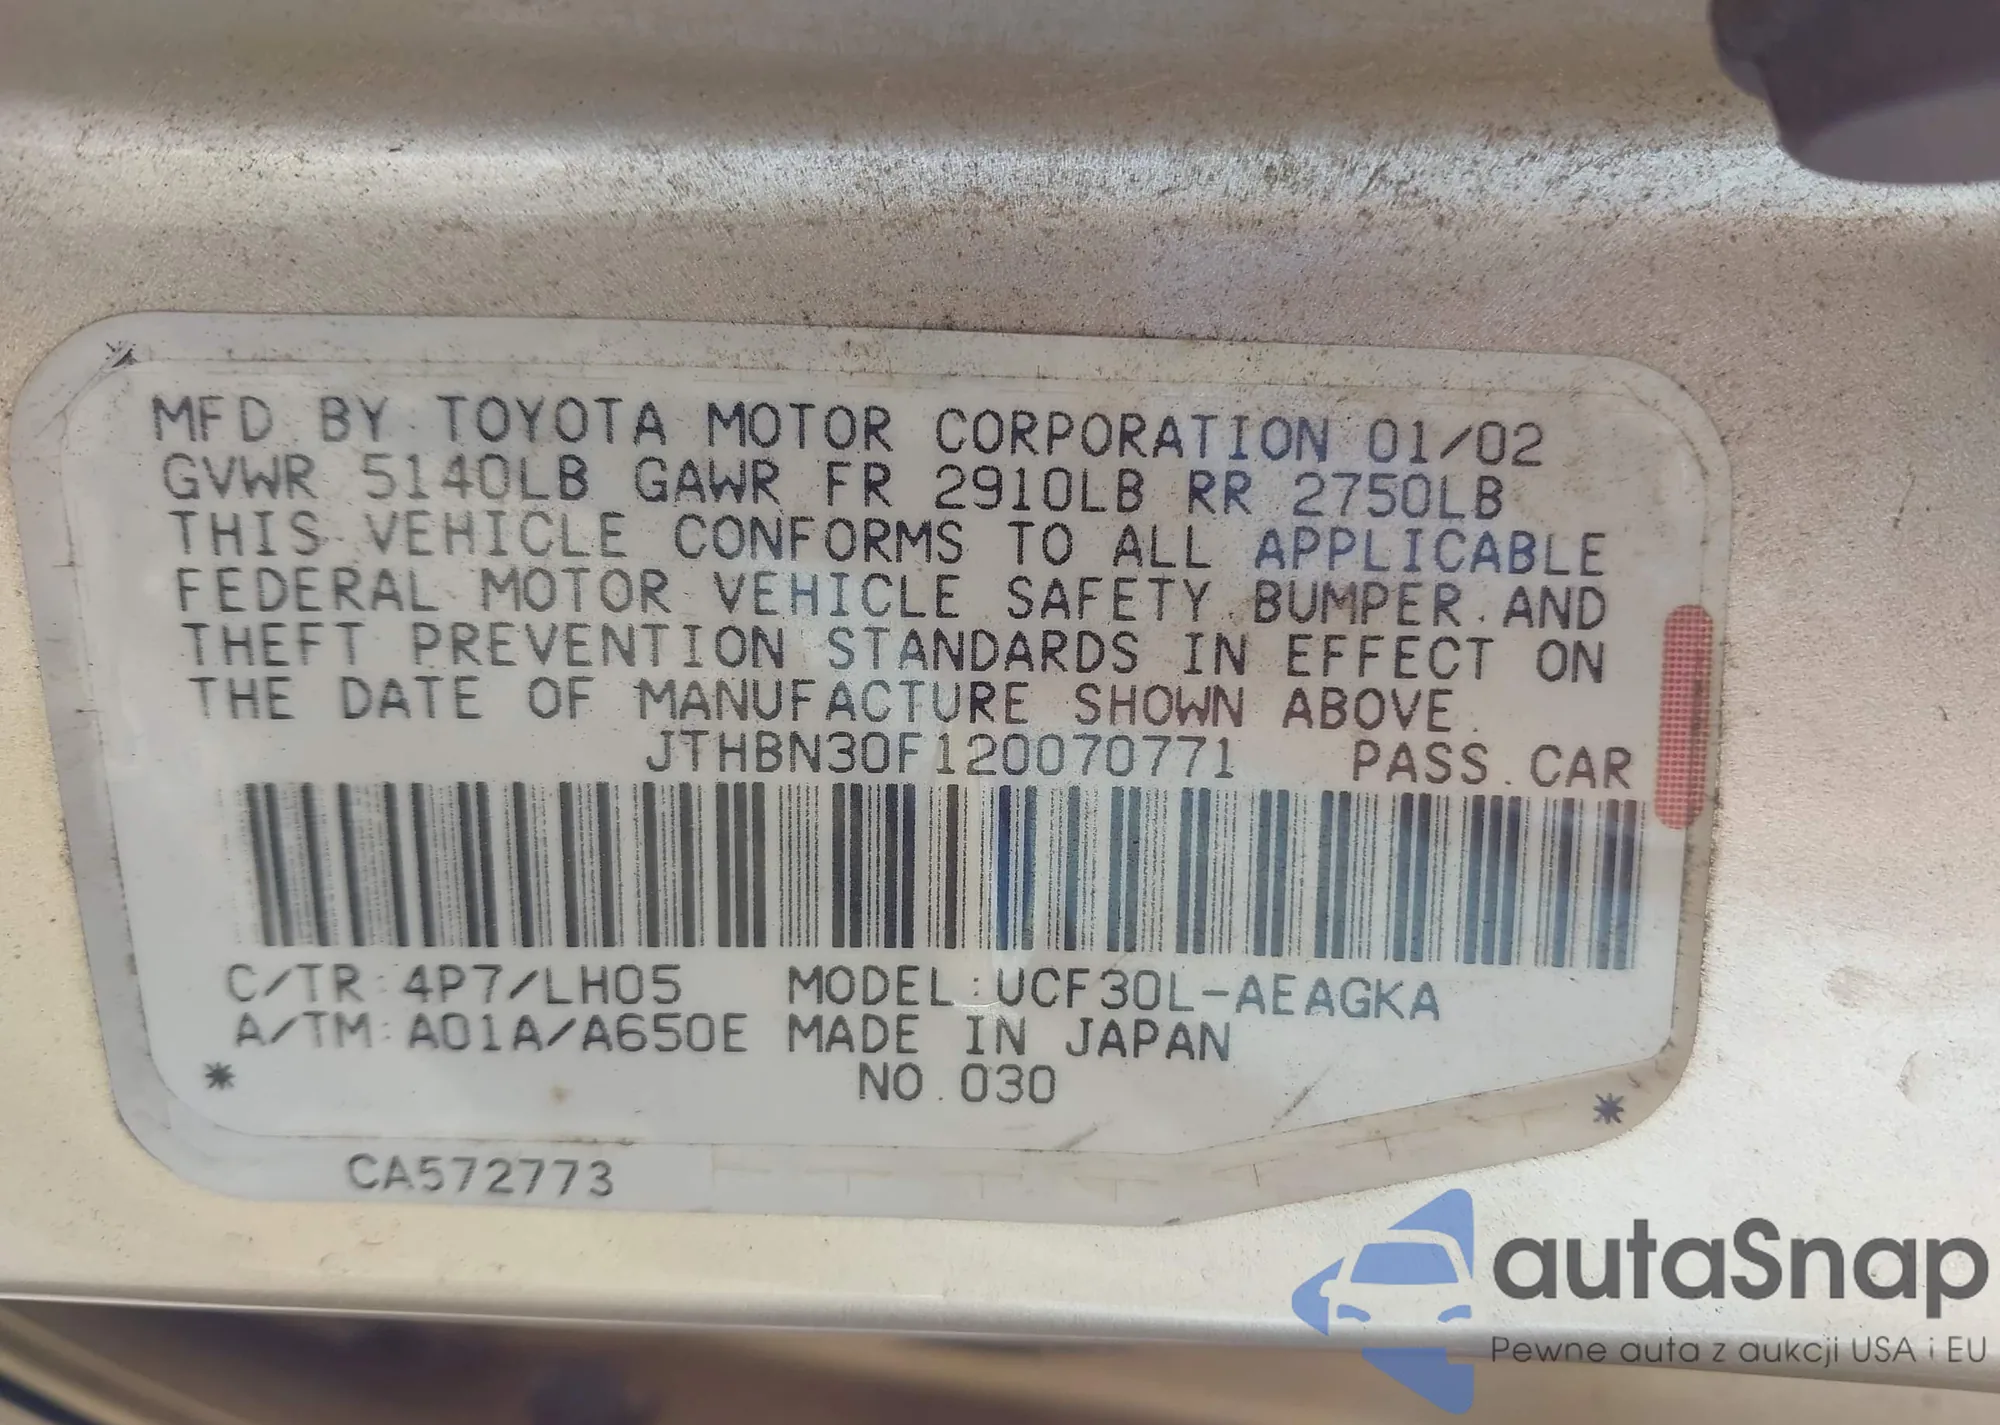 MFD. BY TOYOTA MOTOR CORPORATION 01/02
GVWR 5140LB GAWR FR 2910LB RR 2750LB
THIS VEHICLE CONFORMS TO ALL APPLICABLE
FEDERAL MOTOR VEHICLE SAFETY, BUMPER, AND
THEFT PREVENTION STANDARDS IN EFFECT ON
THE DATE OF MANUFACTURE SHOWN ABOVE.
JTHBN30F120070771 PASS. CAR
C/TR: 4P7/LH05 MODEL: UCF30L-AEAGKA
A/TM: A01A/A650E MADE IN JAPAN
NO. 030
CA572773
autaSnap
Pewne auta z aukcji USA i EU